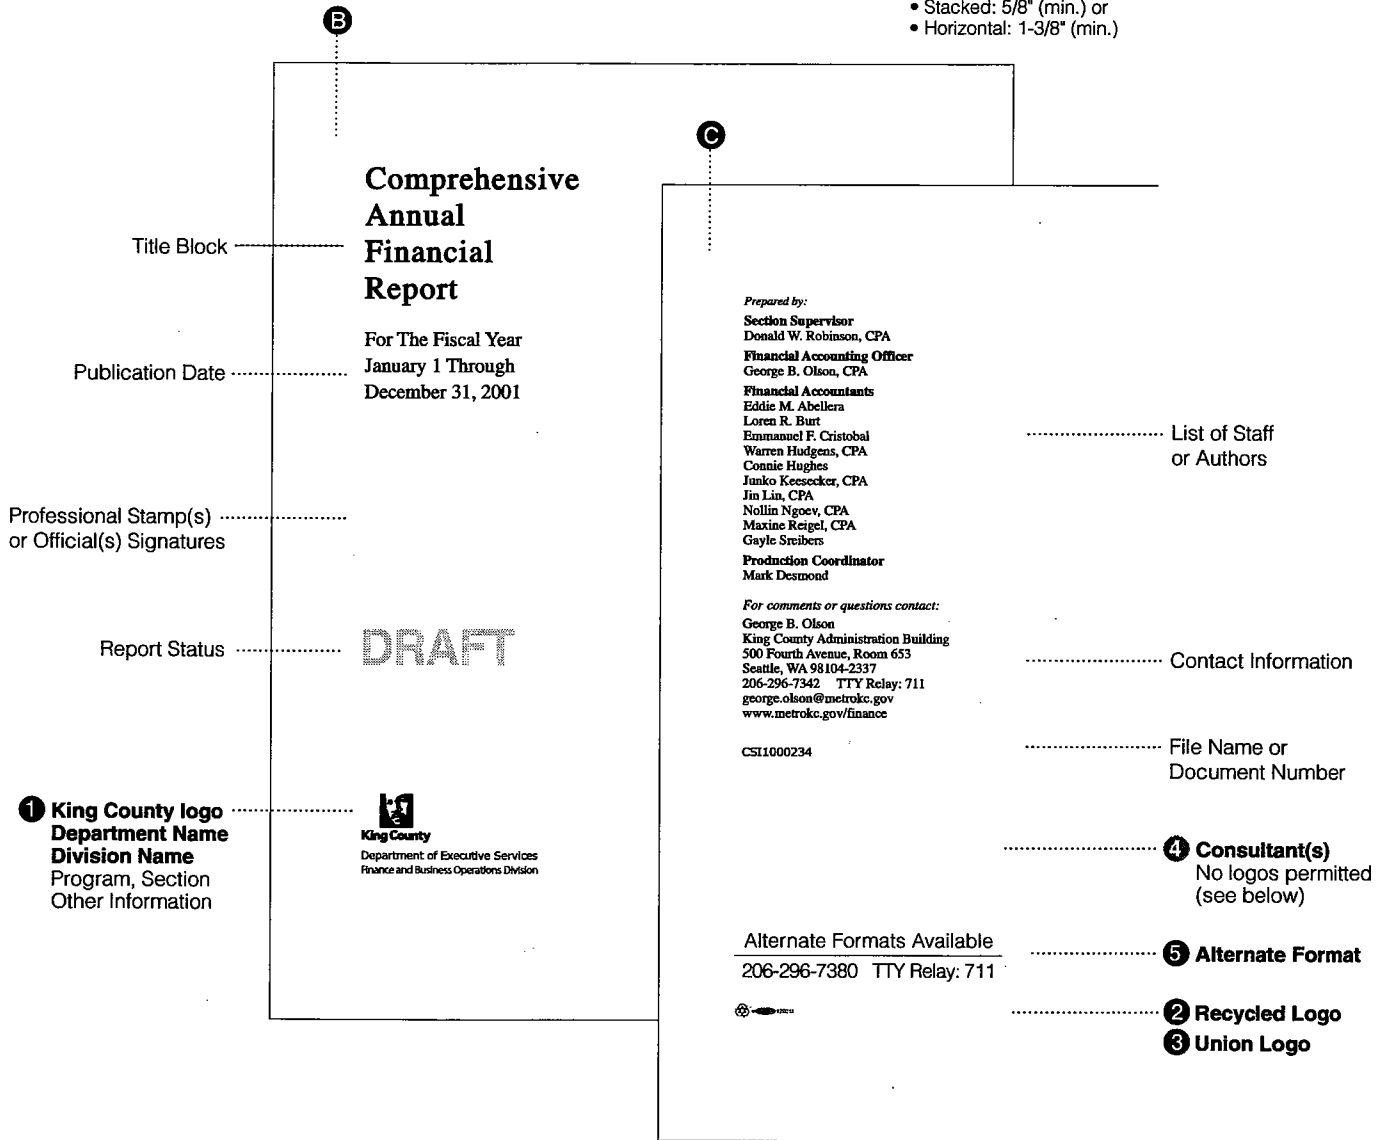 • Stacked: 5/8" (min.) or
• Horizontal: 1-3/8" (min.)
B
C
Comprehensive
Annual
Financial
Report
For The Fiscal Year
January 1 Through
December 31, 2001
DRAFT
King County
Department of Executive Services
Finance and Business Operations Division
Title Block
Publication Date
Professional Stamp(s)
or Official(s) Signatures
Report Status
1 King County logo
Department Name
Division Name
Program, Section
Other Information
Prepared by:
Section Supervisor
Donald W. Robinson, CPA
Financial Accounting Officer
George B. Olson, CPA
Financial Accountants
Eddie M. Abellera
Loren R. Burt
Emmanuel F. Cristobal
Warren Hudgens, CPA
Connie Hughes
Junko Keesecker, CPA
Jin Lin, CPA
Nollin Ngoev, CPA
Maxine Reigel, CPA
Gayle Sreibers
Production Coordinator
Mark Desmond
For comments or questions contact:
George B. Olson
King County Administration Building
500 Fourth Avenue, Room 653
Seattle, WA 98104-2337
206-296-7342 TTY Relay: 711
george.olson@metrokc.gov
www.metrokc.gov/finance
CSI1000234
Alternate Formats Available
206-296-7380 TTY Relay: 711
List of Staff
or Authors
Contact Information
File Name or
Document Number
4 Consultant(s)
No logos permitted
(see below)
5 Alternate Format
2 Recycled Logo
3 Union Logo